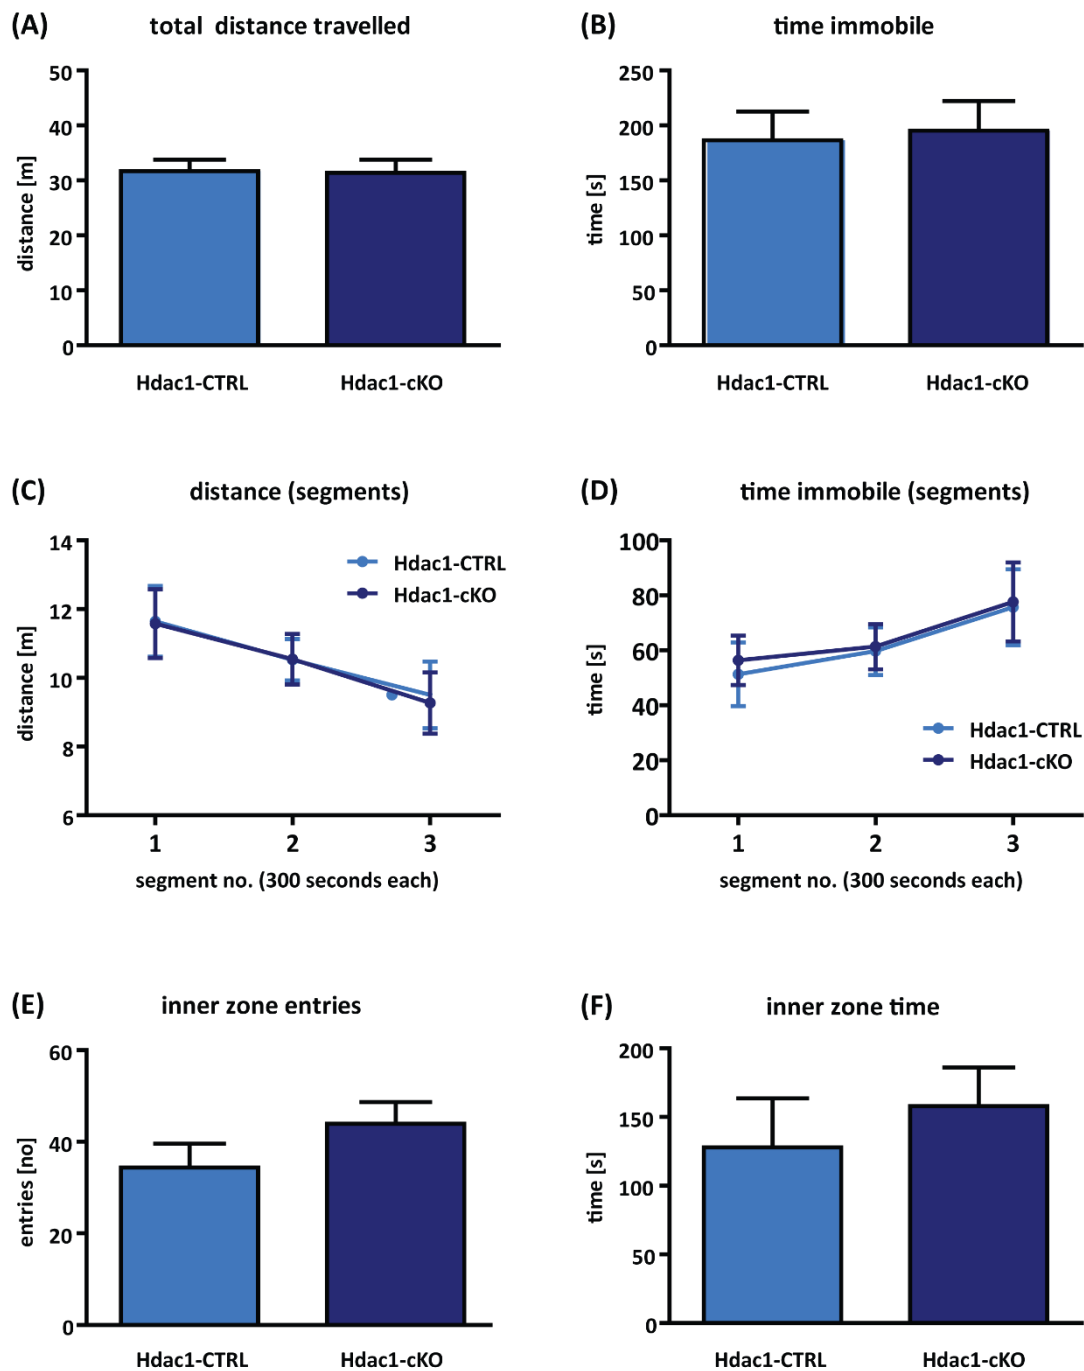 (A) total distance travelled
50
40
30
20
10
0
distance [m]
Hdac1-CTRL Hdac1-cKO
(B) time immobile
250
200
150
100
50
0
time [s]
Hdac1-CTRL Hdac1-cKO
(C) distance (segments)
14
12
10
8
6
distance [m]
Hdac1-CTRL
Hdac1-cKO
1 2 3
segment no. (300 seconds each)
(D) time immobile (segments)
100
80
60
40
20
0
time [s]
Hdac1-CTRL
Hdac1-cKO
1 2 3
segment no. (300 seconds each)
(E) inner zone entries
60
40
20
0
entries [no]
Hdac1-CTRL Hdac1-cKO
(F) inner zone time
200
150
100
50
0
time [s]
Hdac1-CTRL Hdac1-cKO